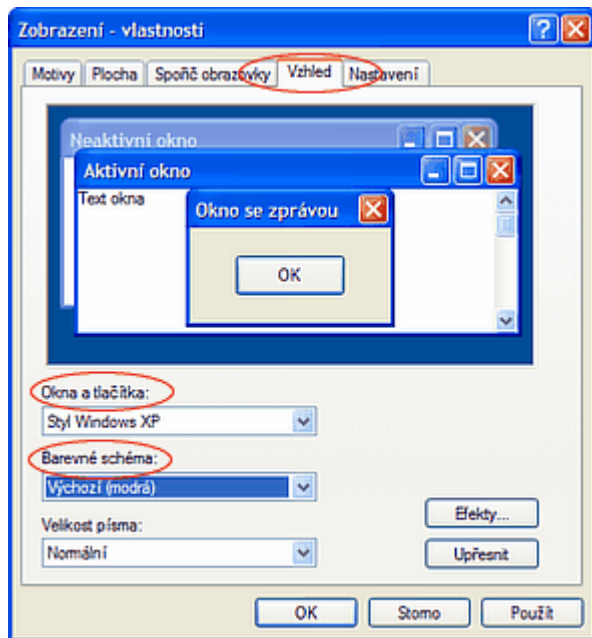 Zobrazení - vlastnosti
Motivy Plocha Spořič obrazovky Vzhled Nastavení
Neaktivní okno
Aktivní okno
Text okna
Okno se zprávou
OK
Okna a tlačítka:
Styl Windows XP
Barevné schéma:
Výchozí (modrá)
Efekty...
Velikost písma:
Normální
Upřesnit
OK Storno Použít